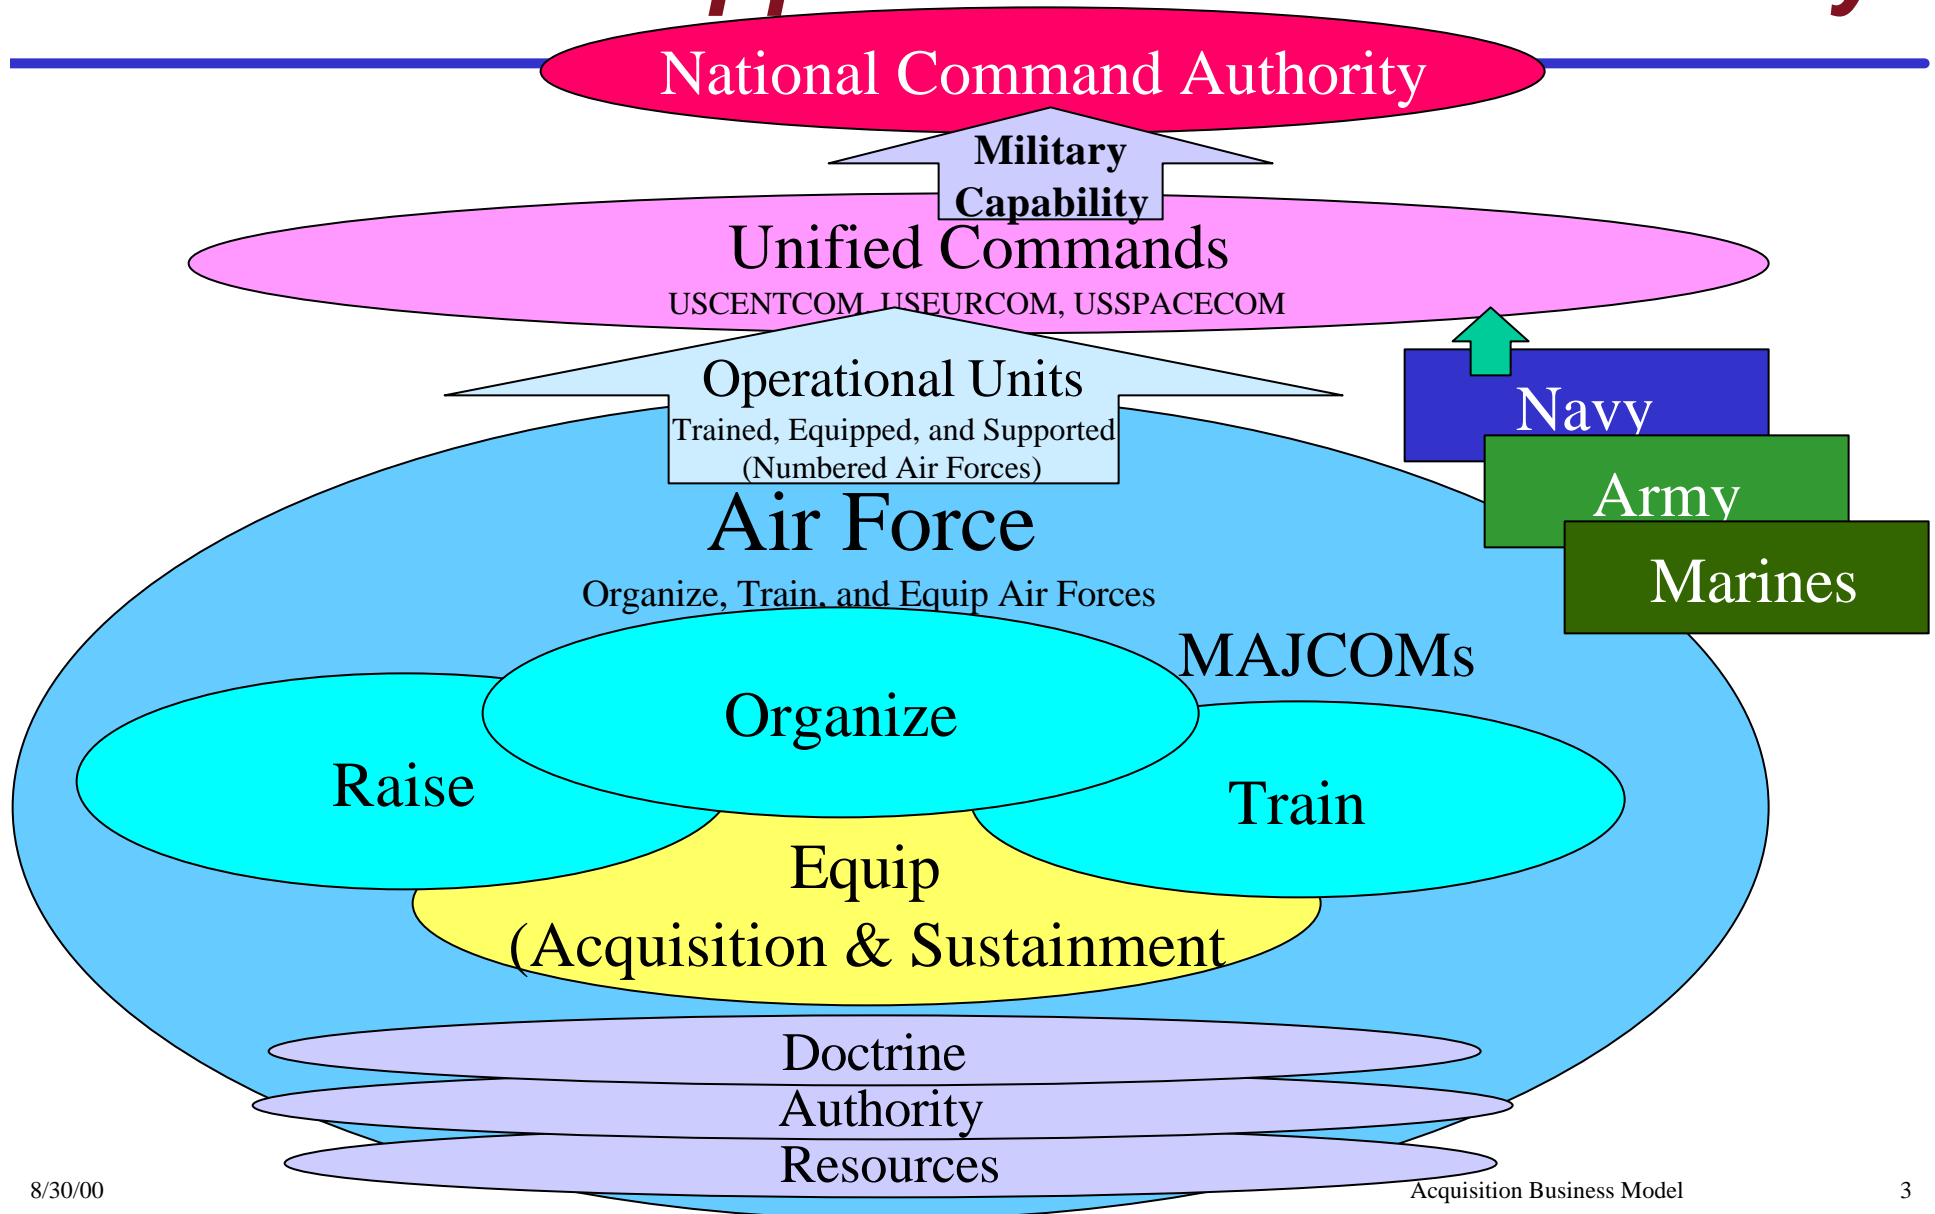 National Command Authority
Military
Capability
Unified Commands
USCENTCOM, USEURCOM, USSPACECOM
Operational Units
Trained, Equipped, and Supported
(Numbered Air Forces)
Navy
Army
Marines
Air Force
Organize, Train, and Equip Air Forces
MAJCOMs
Organize
Raise
Train
Equip
(Acquisition & Sustainment
Doctrine
Authority
Resources
8/30/00
Acquisition Business Model
3